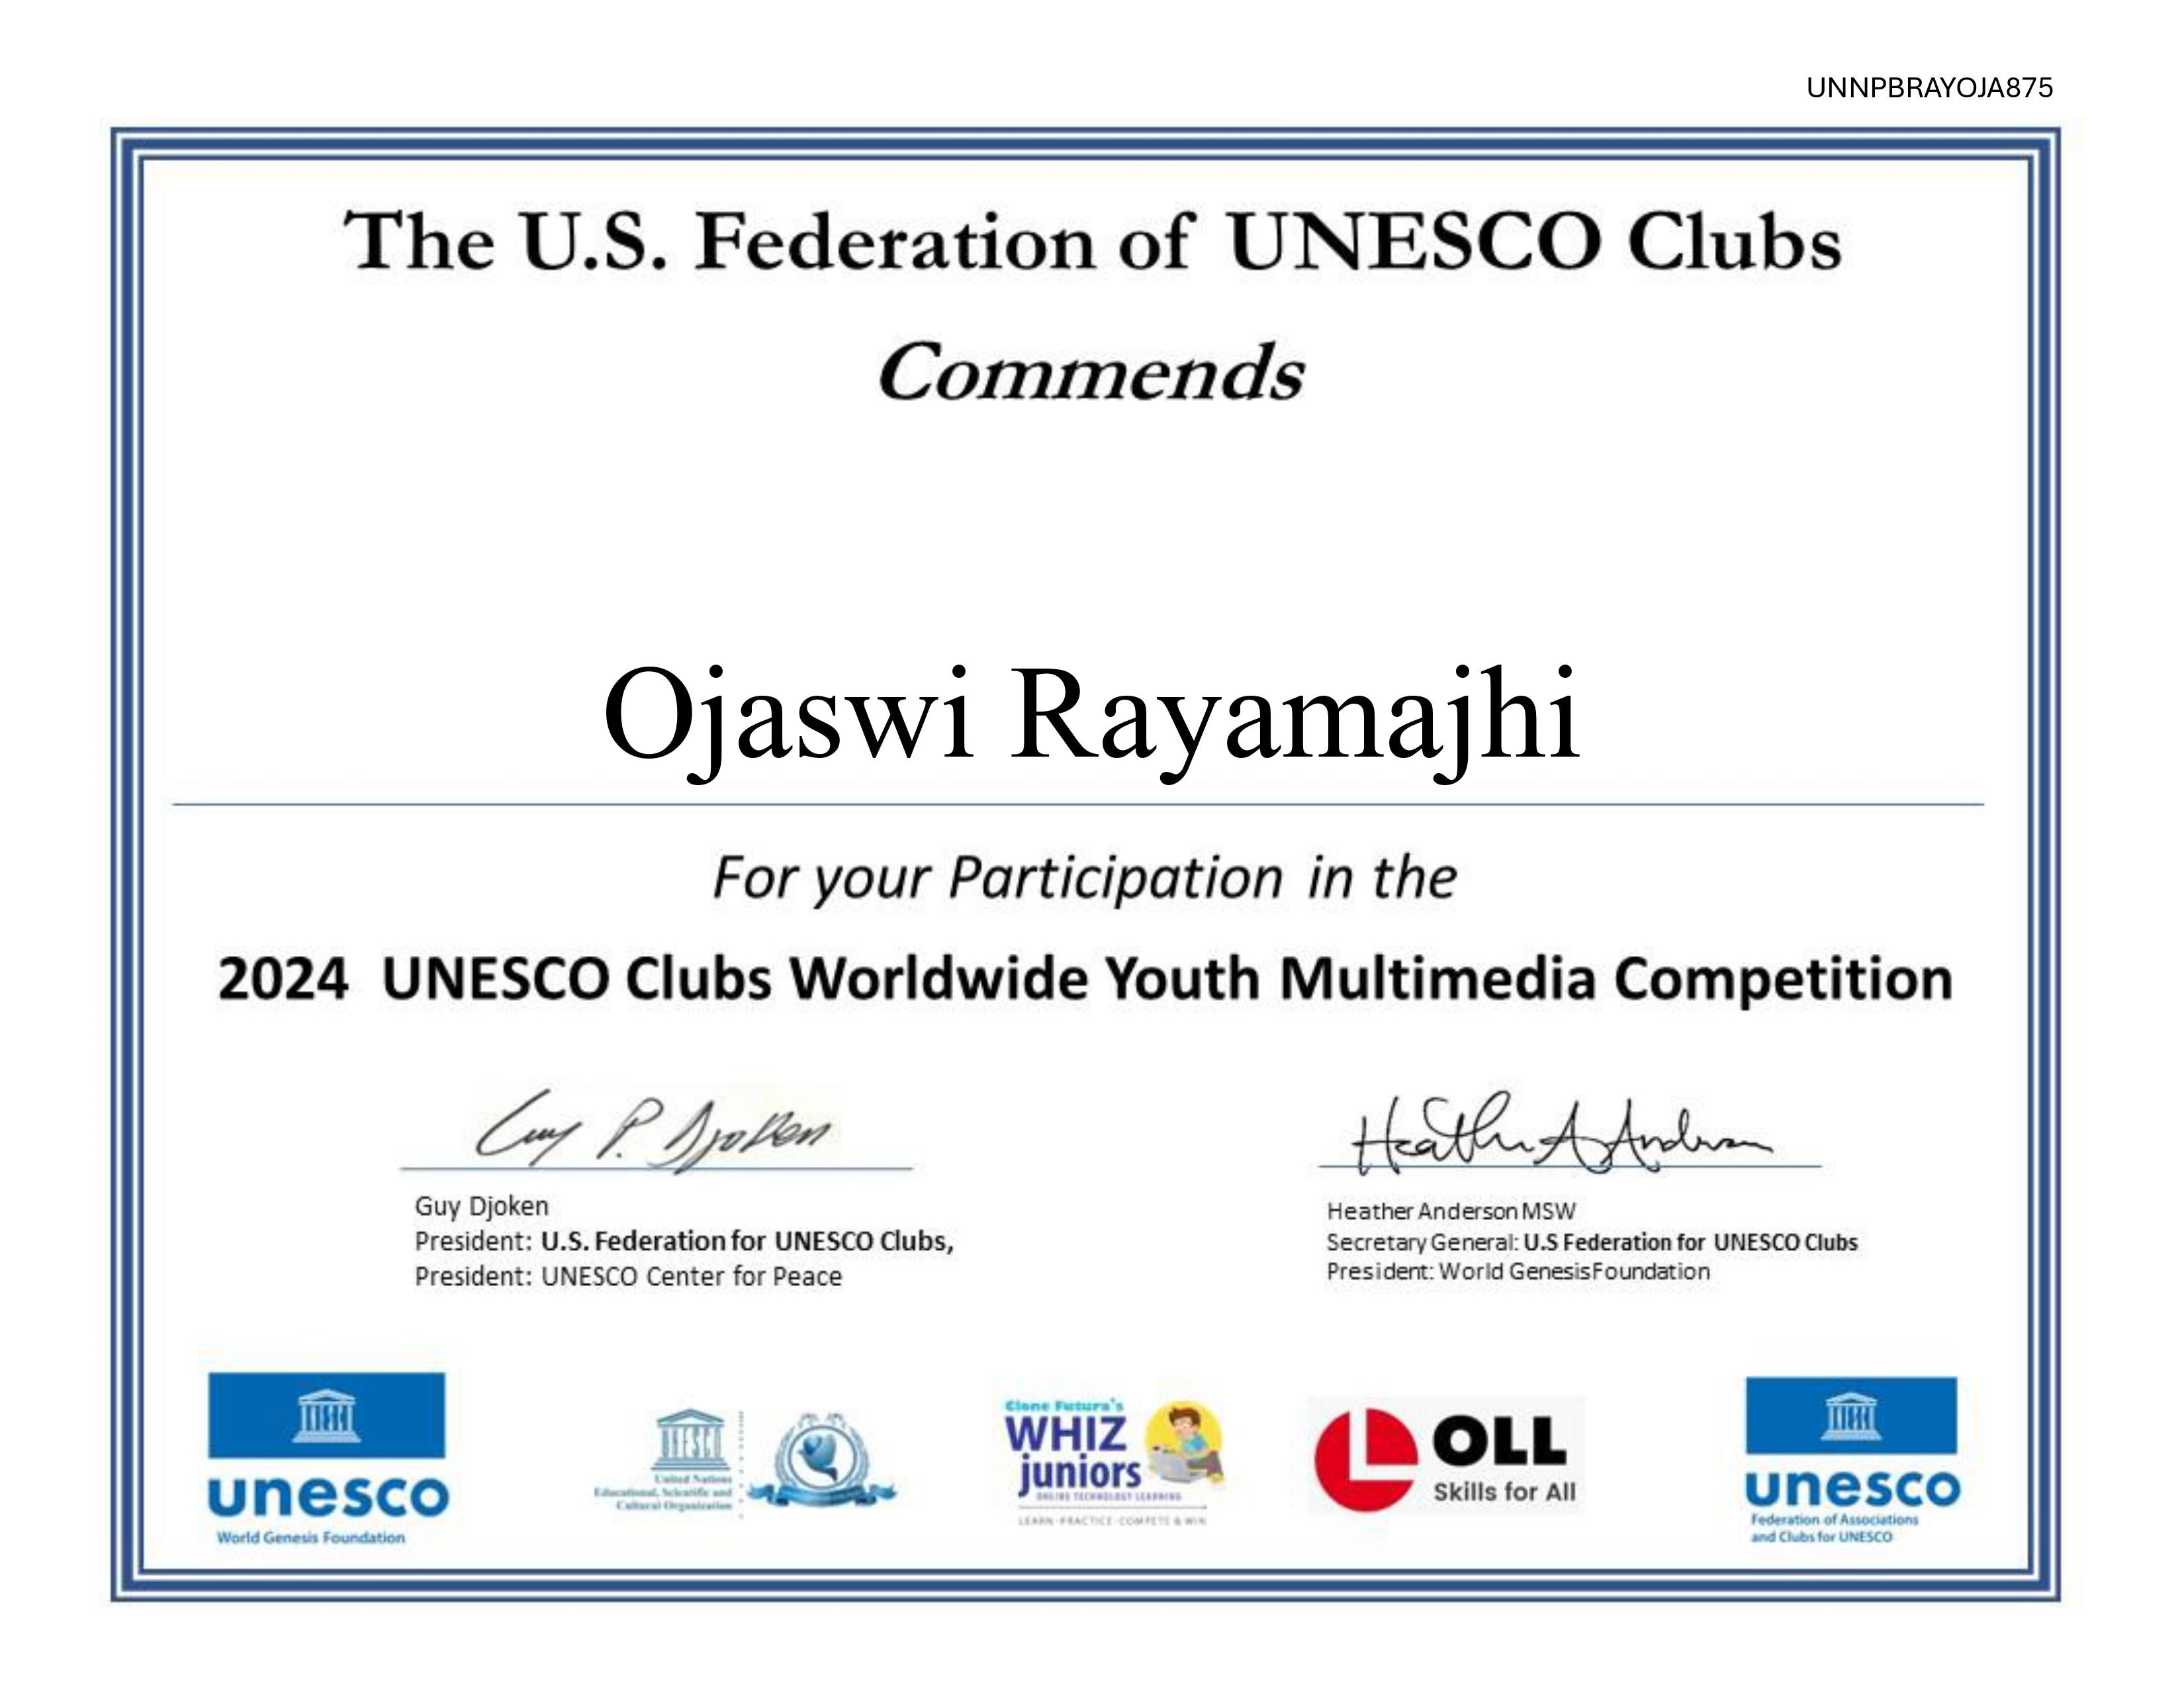 UNNPBRAYOJA875
The U.S. Federation of UNESCO Clubs
Commends
Ojaswi Rayamajhi
For your Participation in the
2024 UNESCO Clubs Worldwide Youth Multimedia Competition
Guy P. Djoken
Heather A Anderson
Guy Djoken
President: U.S. Federation for UNESCO Clubs,
President: UNESCO Center for Peace
Heather Anderson MSW
Secretary General: U.S Federation for UNESCO Clubs
President: World Genesis Foundation
unesco
World Genesis Foundation
UNESCO
United Nations
Educational, Scientific and
Cultural Organization
Clone Futura's
WHIZ
juniors
ONLINE TECHNOLOGY LEARNING
LEARN·PRACTICE·COMPETE & WIN
OLL
Skills for All
unesco
Federation of Associations
and Clubs for UNESCO